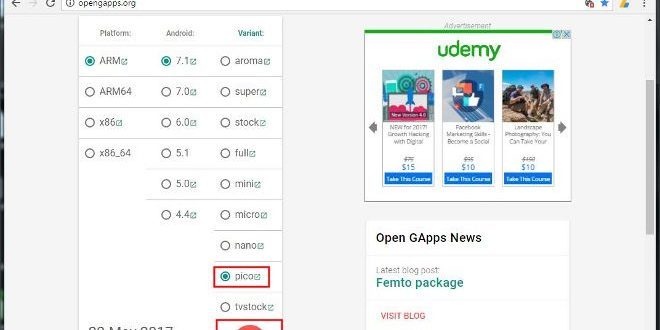 opengapps.org
Platform: Android: Variant:
ARM 7.1 aroma
ARM64 7.0 super
x86 6.0 stock
x86_64 5.1 full
5.0 mini
4.4 micro
nano
pico
tvstock
Advertisement
udemy
New Version 4.0
NEW for 2017!
Growth Hacking
with Digital
$75
$15
Take This Course
Facebook
Marketing Skills -
Become a Social
$35
$10
Take This Course
Landscape
Photography: You
Can Take Your
$10
Take This Course
Open GApps News
Latest blog post:
Femto package
VISIT BLOG